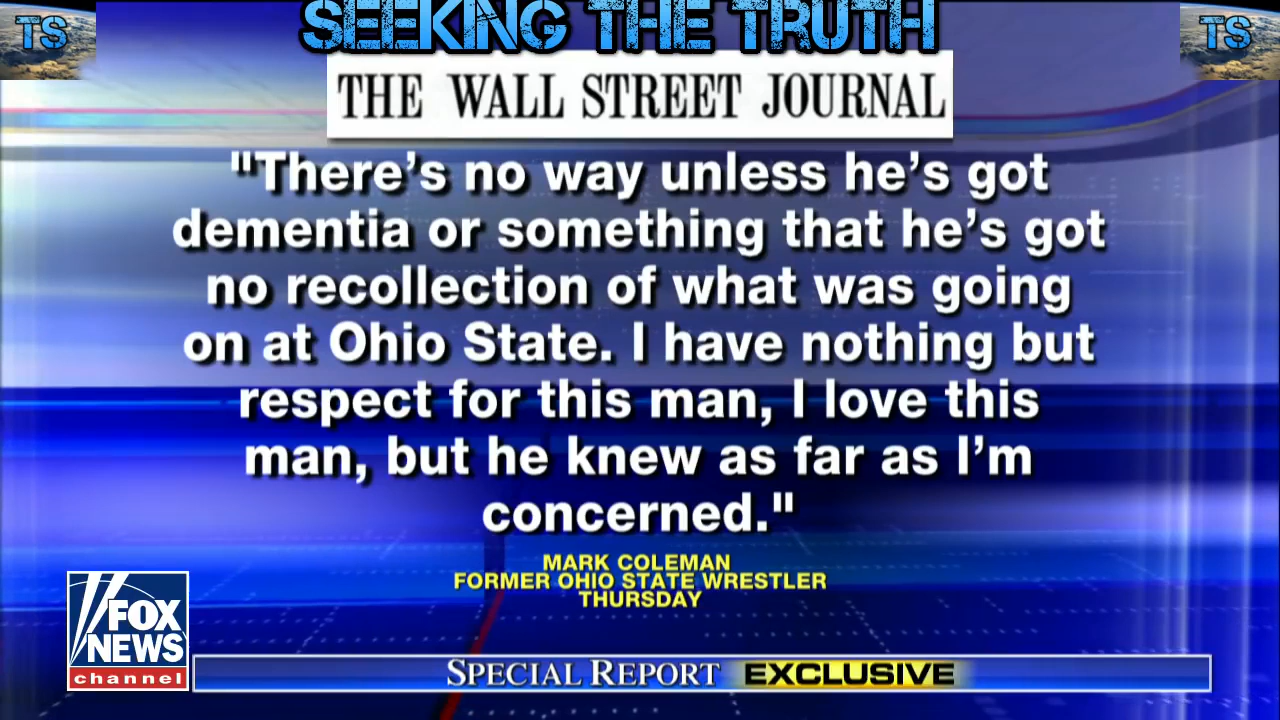 TS
SEEKING THE TRUTH
TS
THE WALL STREET JOURNAL
"There’s no way unless he’s got
dementia or something that he’s got
no recollection of what was going
on at Ohio State. I have nothing but
respect for this man, I love this
man, but he knew as far as I’m
concerned."
MARK COLEMAN
FORMER OHIO STATE WRESTLER
THURSDAY
FOX
NEWS
channel
SPECIAL REPORT EXCLUSIVE